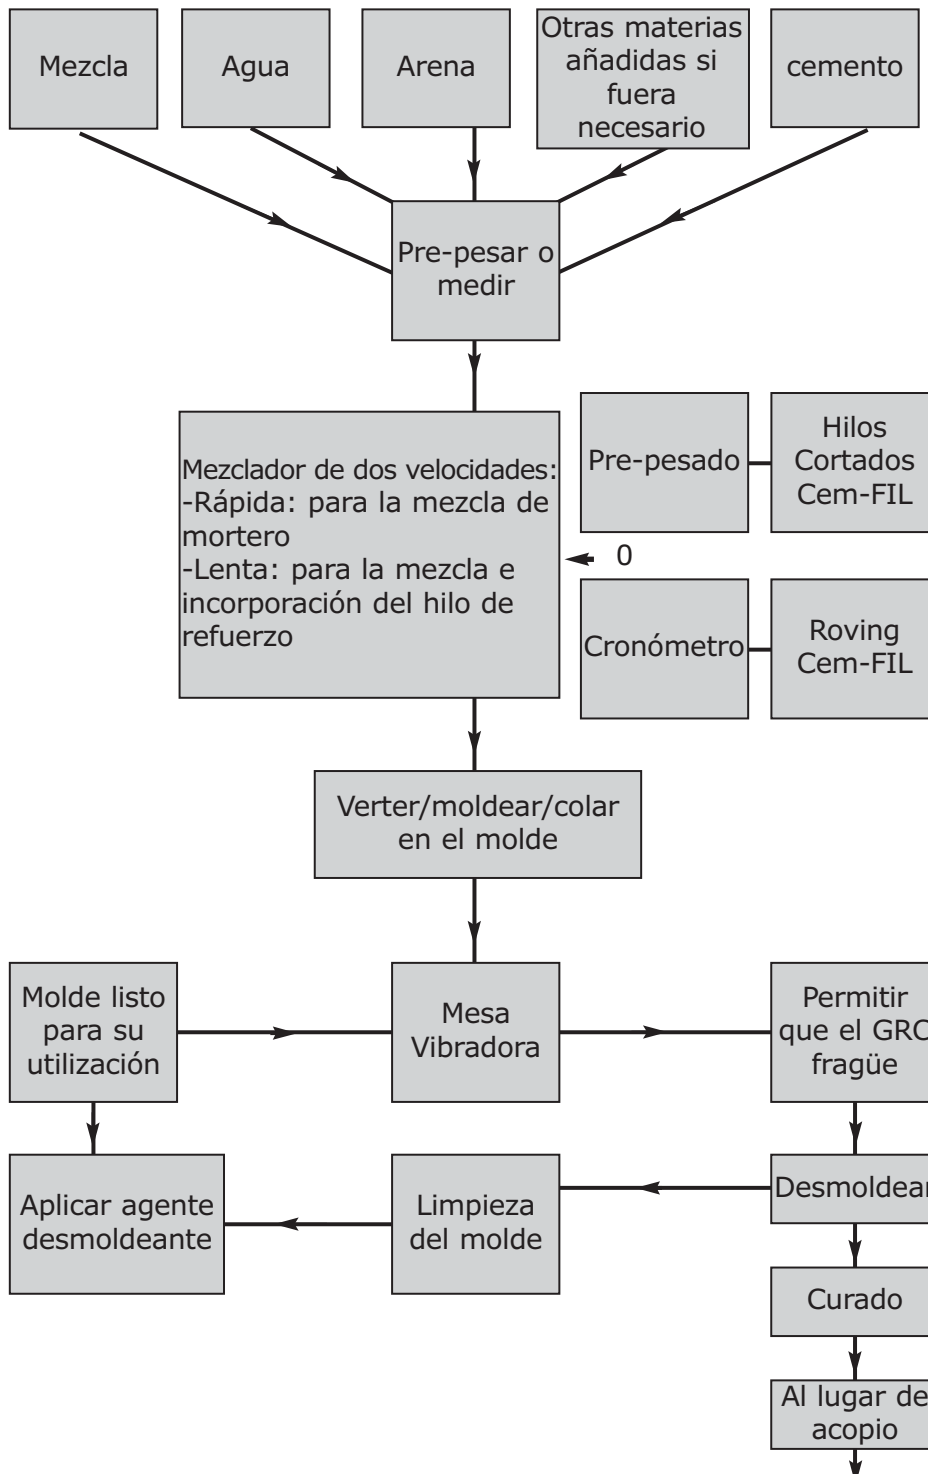 Mezcla
Agua
Arena
Otras materias
añadidas si
fuera
necesario
cemento
Pre-pesar o
medir
Mezclador de dos velocidades:
-Rápida: para la mezcla de
mortero
-Lenta: para la mezcla e
incorporación del hilo de
refuerzo
Pre-pesado
Hilos
Cortados
Cem-FIL
0
Cronómetro
Roving
Cem-FIL
Verter/moldear/colar
en el molde
Molde listo
para su
utilización
Mesa
Vibradora
Permitir
que el GRC
fragüe
Aplicar agente
desmoldeante
Limpieza
del molde
Desmoldear
Curado
Al lugar de
acopio